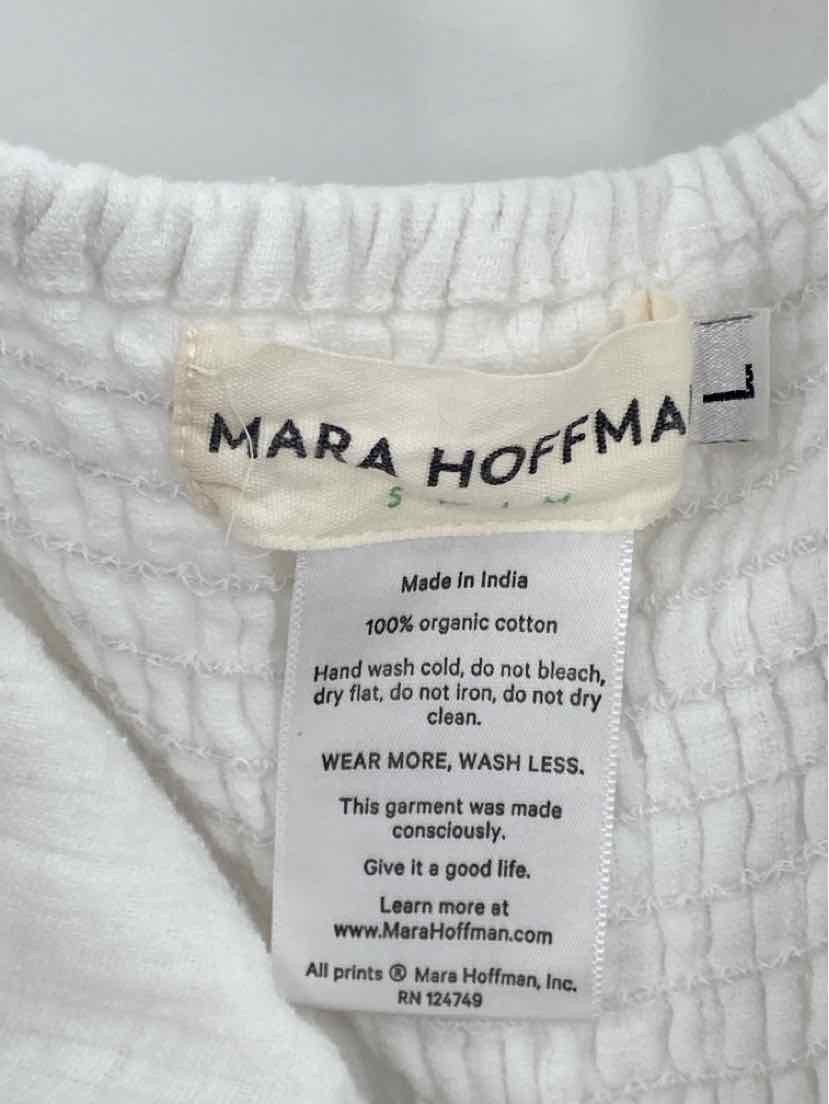 MARA HOFFMA
L
Made in India
100% organic cotton
Hand wash cold, do not bleach,
dry flat, do not iron, do not dry
clean.
WEAR MORE, WASH LESS.
This garment was made
consciously.
Give it a good life.
Learn more at
www.MaraHoffman.com
All prints ® Mara Hoffman, Inc.
RN 124749